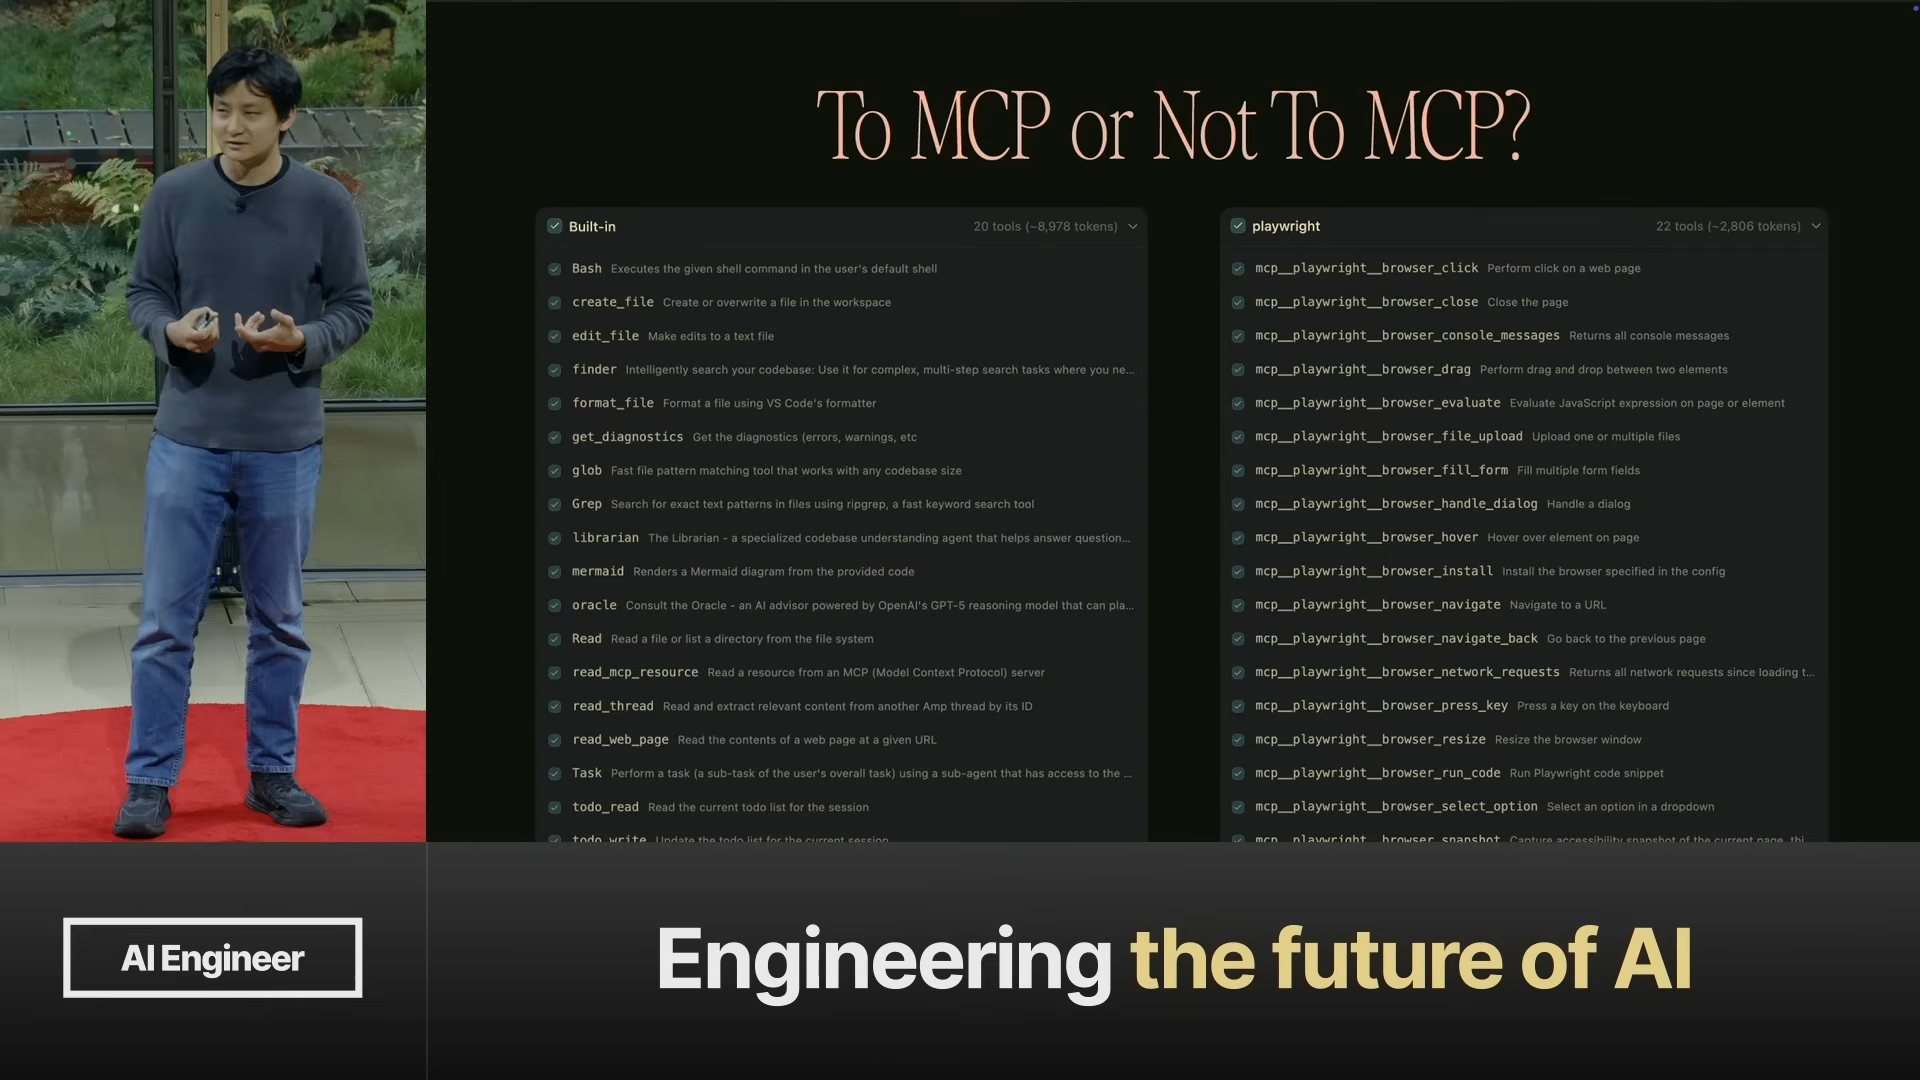 To MCP or Not To MCP?
Built-in 20 tools (~8,978 tokens)
Bash Executes the given shell command in the user's default shell
create_file Create or overwrite a file in the workspace
edit_file Make edits to a text file
finder Intelligently search your codebase: Use it for complex, multi-step search tasks where you ne...
format_file Format a file using VS Code's formatter
get_diagnostics Get the diagnostics (errors, warnings, etc
glob Fast file pattern matching tool that works with any codebase size
Grep Search for exact text patterns in files using ripgrep, a fast keyword search tool
librarian The Librarian - a specialized codebase understanding agent that helps answer question...
mermaid Renders a Mermaid diagram from the provided code
oracle Consult the Oracle - an AI advisor powered by OpenAI's GPT-5 reasoning model that can pla...
Read Read a file or list a directory from the file system
read_mcp_resource Read a resource from an MCP (Model Context Protocol) server
read_thread Read and extract relevant content from another Amp thread by its ID
read_web_page Read the contents of a web page at a given URL
Task Perform a task (a sub-task of the user's overall task) using a sub-agent that has access to the ...
todo_read Read the current todo list for the session
todo_write Update the todo list for the current session
playwright 22 tools (~2,806 tokens)
mcp__playwright__browser_click Perform click on a web page
mcp__playwright__browser_close Close the page
mcp__playwright__browser_console_messages Returns all console messages
mcp__playwright__browser_drag Perform drag and drop between two elements
mcp__playwright__browser_evaluate Evaluate JavaScript expression on page or element
mcp__playwright__browser_file_upload Upload one or multiple files
mcp__playwright__browser_fill_form Fill multiple form fields
mcp__playwright__browser_handle_dialog Handle a dialog
mcp__playwright__browser_hover Hover over element on page
mcp__playwright__browser_install Install the browser specified in the config
mcp__playwright__browser_navigate Navigate to a URL
mcp__playwright__browser_navigate_back Go back to the previous page
mcp__playwright__browser_network_requests Returns all network requests since loading t...
mcp__playwright__browser_press_key Press a key on the keyboard
mcp__playwright__browser_resize Resize the browser window
mcp__playwright__browser_run_code Run Playwright code snippet
mcp__playwright__browser_select_option Select an option in a dropdown
mcp__playwright__browser_snapshot Capture accessibility snapshot of the current page, thi...
AI Engineer
Engineering the future of AI